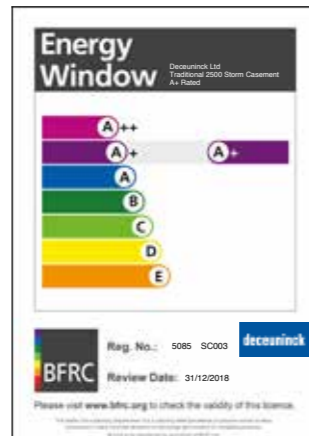 Energy
Window
Deceuninck Ltd
Traditional 2500 Storm Casement
A+ Rated
A++
A+ A+
A
B
C
D
E
BFRC
Reg. No.: 5085 SC003
deceuninck
Review Date: 31/12/2018
Please visit www.bfrc.org to check the validity of this licence.